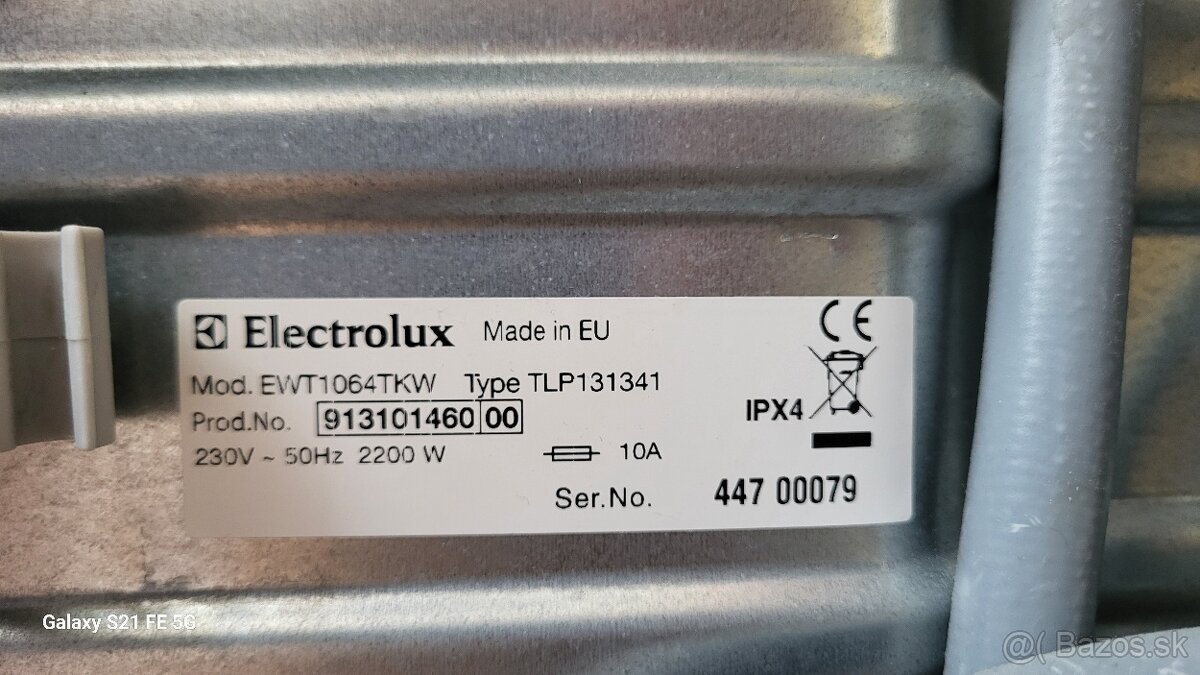 Electrolux Made in EU CE
Mod. EWT1064TKW Type TLP131341
Prod.No. 913101460 00 IPX4
230V ~ 50Hz 2200 W 10A
Ser.No. 447 00079
Galaxy S21 FE 5G
@( Bazos.sk